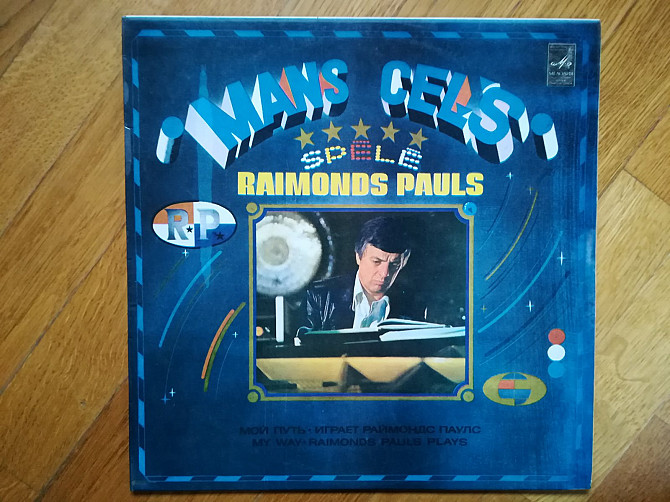 MANS CEĻŠ
SPĒLĒ
RAIMONDS PAULS
R.P.
МОЙ ПУТЬ · ИГРАЕТ РАЙМОНДС ПАУЛС
MY WAY · RAIMONDS PAULS PLAYS